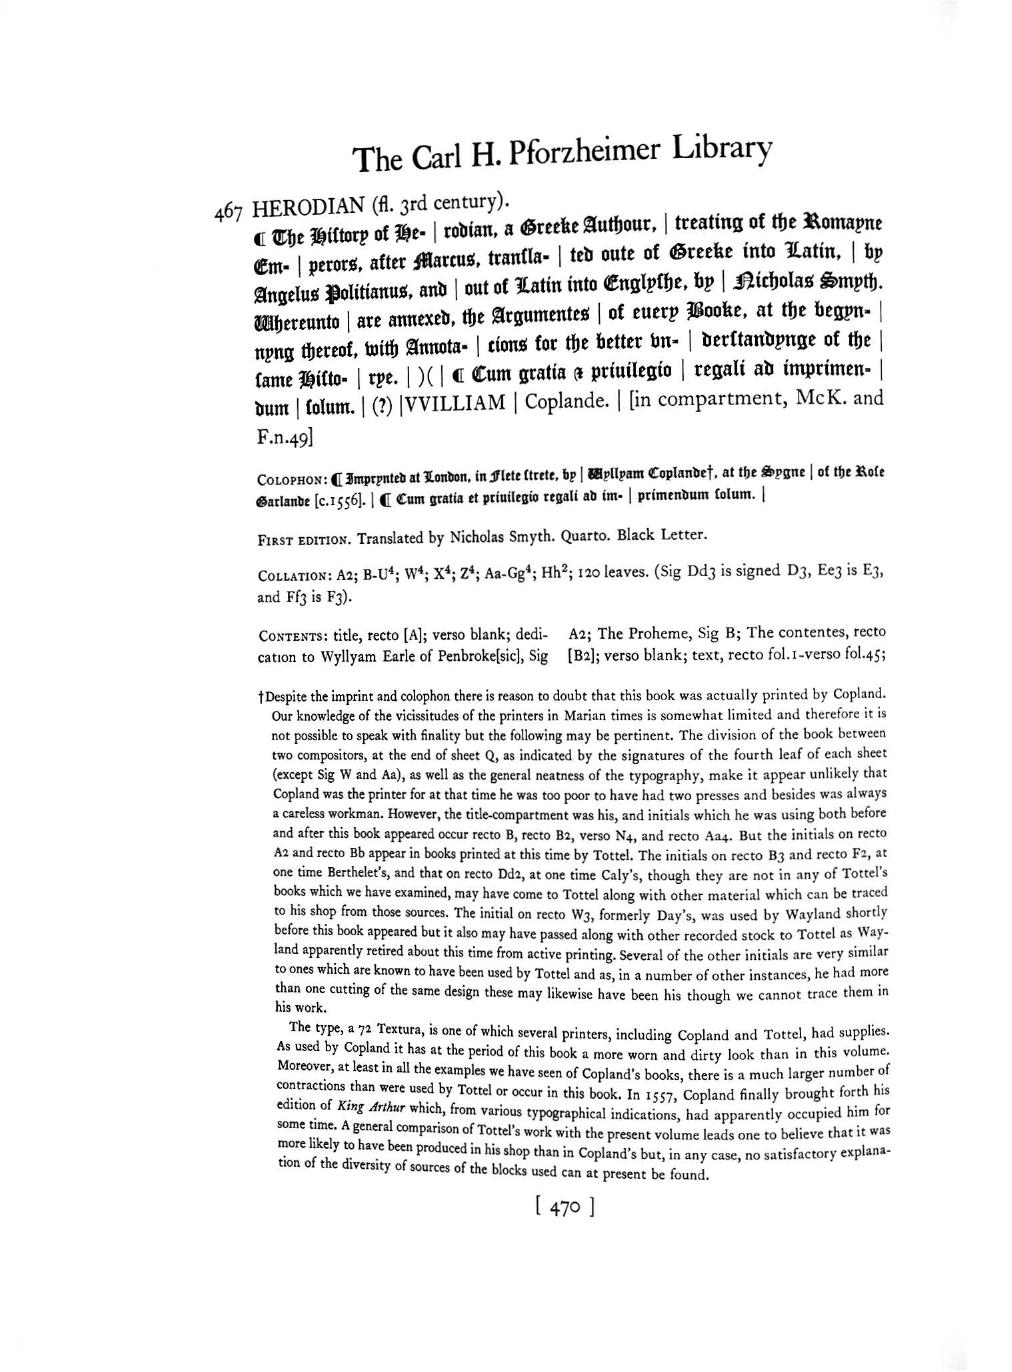 The Carl H. Pforzheimer Library
467 HERODIAN (fl. 3rd century).
¶ The Hiſtory of He- | rodian, a Greeke Authour, | treating of the Romayne
Em- | perors, after Marcus, tranſla- | ted oute of Greeke into Latin, | by
Angelus Politianus, and | out of Latin into Englyſhe, by | Nicholas Smyth.
Whereunto | are annexed, the Argumentes | of euery Booke, at the begyn- |
nyng thereof, with Annota- | cions for the better vn- | derſtandynge of the |
ſame Hiſto- | rye. | )( | ¶ Cum gratia & priuilegio | regali ad imprimen- |
dum | ſolum. | (?) |VVILLIAM | Coplande. | [in compartment, McK. and
F.n.49]
COLOPHON: ¶ Imprynted at London, in Flete ſtrete, by | Wyllyam Coplande†, at the Sygne | of the Roſe
Garlande [c.1556]. | ¶ Cum gratia et priuilegio regali ad im- | primendum ſolum. |
FIRST EDITION. Translated by Nicholas Smyth. Quarto. Black Letter.
COLLATION: A2; B-U⁴; W⁴; X⁴; Z⁴; Aa-Gg⁴; Hh²; 120 leaves. (Sig Dd3 is signed D3, Ee3 is E3,
and Ff3 is F3).
CONTENTS: title, recto [A]; verso blank; dedi-
cation to Wyllyam Earle of Penbroke[sic], Sig
A2; The Proheme, Sig B; The contentes, recto
[B2]; verso blank; text, recto fol.1-verso fol.45;
†Despite the imprint and colophon there is reason to doubt that this book was actually printed by Copland.
Our knowledge of the vicissitudes of the printers in Marian times is somewhat limited and therefore it is
not possible to speak with finality but the following may be pertinent. The division of the book between
two compositors, at the end of sheet Q, as indicated by the signatures of the fourth leaf of each sheet
(except Sig W and Aa), as well as the general neatness of the typography, make it appear unlikely that
Copland was the printer for at that time he was too poor to have had two presses and besides was always
a careless workman. However, the title-compartment was his, and initials which he was using both before
and after this book appeared occur recto B, recto B2, verso N4, and recto Aa4. But the initials on recto
A2 and recto Bb appear in books printed at this time by Tottel. The initials on recto B3 and recto F2, at
one time Berthelet's, and that on recto Dd2, at one time Caly's, though they are not in any of Tottel's
books which we have examined, may have come to Tottel along with other material which can be traced
to his shop from those sources. The initial on recto W3, formerly Day's, was used by Wayland shortly
before this book appeared but it also may have passed along with other recorded stock to Tottel as Way-
land apparently retired about this time from active printing. Several of the other initials are very similar
to ones which are known to have been used by Tottel and as, in a number of other instances, he had more
than one cutting of the same design these may likewise have been his though we cannot trace them in
his work.
The type, a 72 Textura, is one of which several printers, including Copland and Tottel, had supplies.
As used by Copland it has at the period of this book a more worn and dirty look than in this volume.
Moreover, at least in all the examples we have seen of Copland's books, there is a much larger number of
contractions than were used by Tottel or occur in this book. In 1557, Copland finally brought forth his
edition of King Arthur which, from various typographical indications, had apparently occupied him for
some time. A general comparison of Tottel's work with the present volume leads one to believe that it was
more likely to have been produced in his shop than in Copland's but, in any case, no satisfactory explana-
tion of the diversity of sources of the blocks used can at present be found.
[ 470 ]